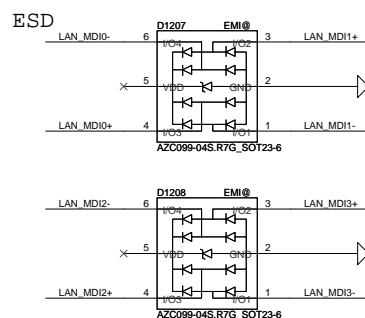 ESD
D1207 EMI@
LAN_MDI0- 6 I/O4 I/O2 3 LAN_MDI1+
5 VDD GND 2
LAN_MDI0+ 4 I/O3 I/O1 1 LAN_MDI1-
AZC099-04S.R7G_SOT23-6
D1208 EMI@
LAN_MDI2- 6 I/O4 I/O2 3 LAN_MDI3+
5 VDD GND 2
LAN_MDI2+ 4 I/O3 I/O1 1 LAN_MDI3-
AZC099-04S.R7G_SOT23-6